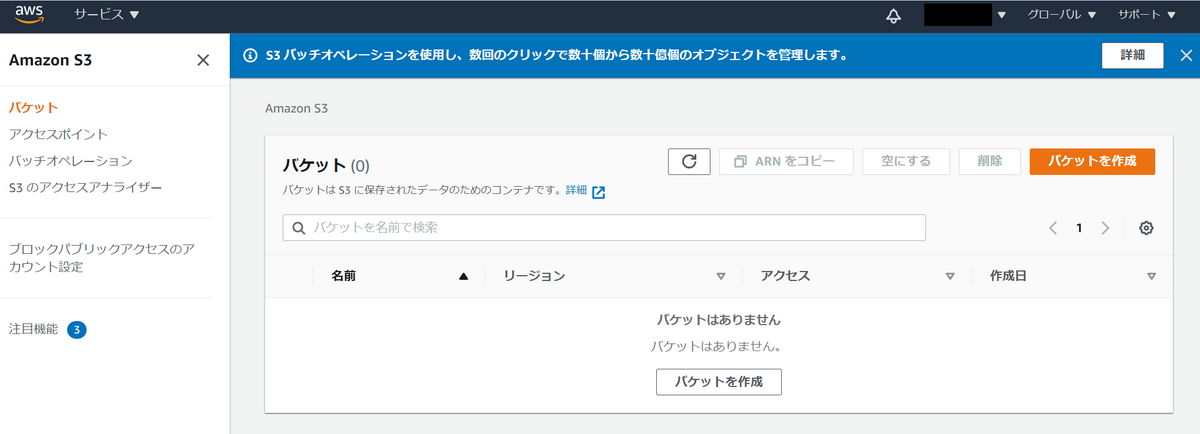 aws
サービス
グローバル
サポート
Amazon S3
S3 バッチオペレーションを使用し、数回のクリックで数十個から数十億個のオブジェクトを管理します。
詳細
バケット
アクセスポイント
バッチオペレーション
S3 のアクセスアナライザー
ブロックパブリックアクセスのア
カウント設定
注目機能 3
Amazon S3
バケット (0)
ARN をコピー
空にする
削除
バケットを作成
バケットは S3 に保存されたデータのためのコンテナです。詳細
バケットを名前で検索
1
名前
リージョン
アクセス
作成日
バケットはありません
バケットはありません。
バケットを作成